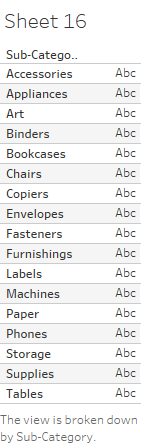 Sheet 16
Sub-Catego..
Accessories Abc
Appliances Abc
Art Abc
Binders Abc
Bookcases Abc
Chairs Abc
Copiers Abc
Envelopes Abc
Fasteners Abc
Furnishings Abc
Labels Abc
Machines Abc
Paper Abc
Phones Abc
Storage Abc
Supplies Abc
Tables Abc
The view is broken down
by Sub-Category.